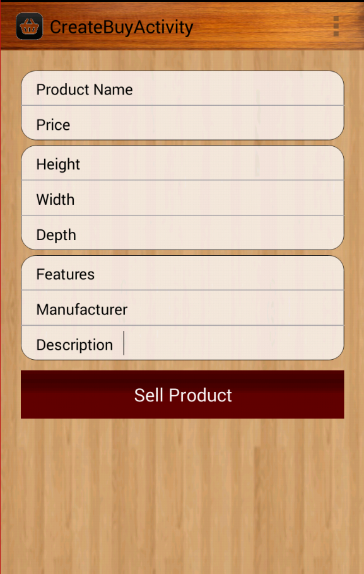 CreateBuyActivity
Product Name
Price
Height
Width
Depth
Features
Manufacturer
Description
Sell Product